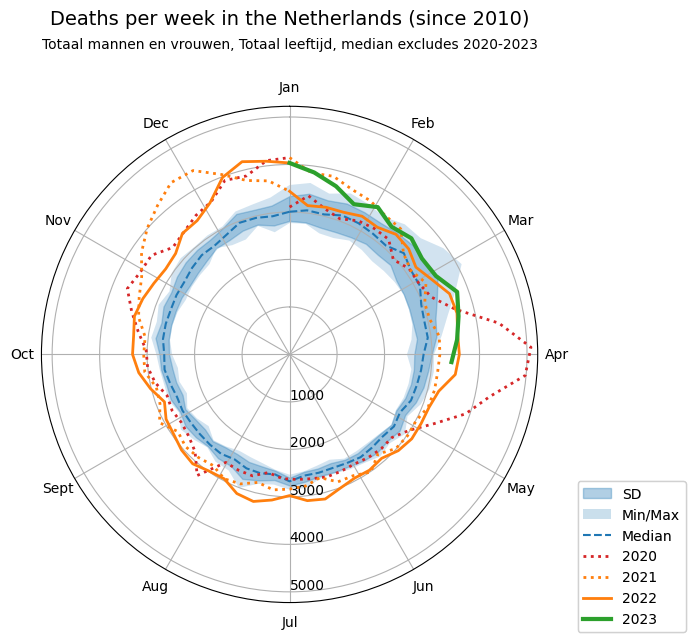 Deaths per week in the Netherlands (since 2010)
Totaal mannen en vrouwen, Totaal leeftijd, median excludes 2020-2023
Jan
Dec
Feb
Nov
Mar
Oct
Apr
1000
2000
3000
4000
5000
Sept
May
Aug
Jun
Jul
SD
Min/Max
Median
2020
2021
2022
2023